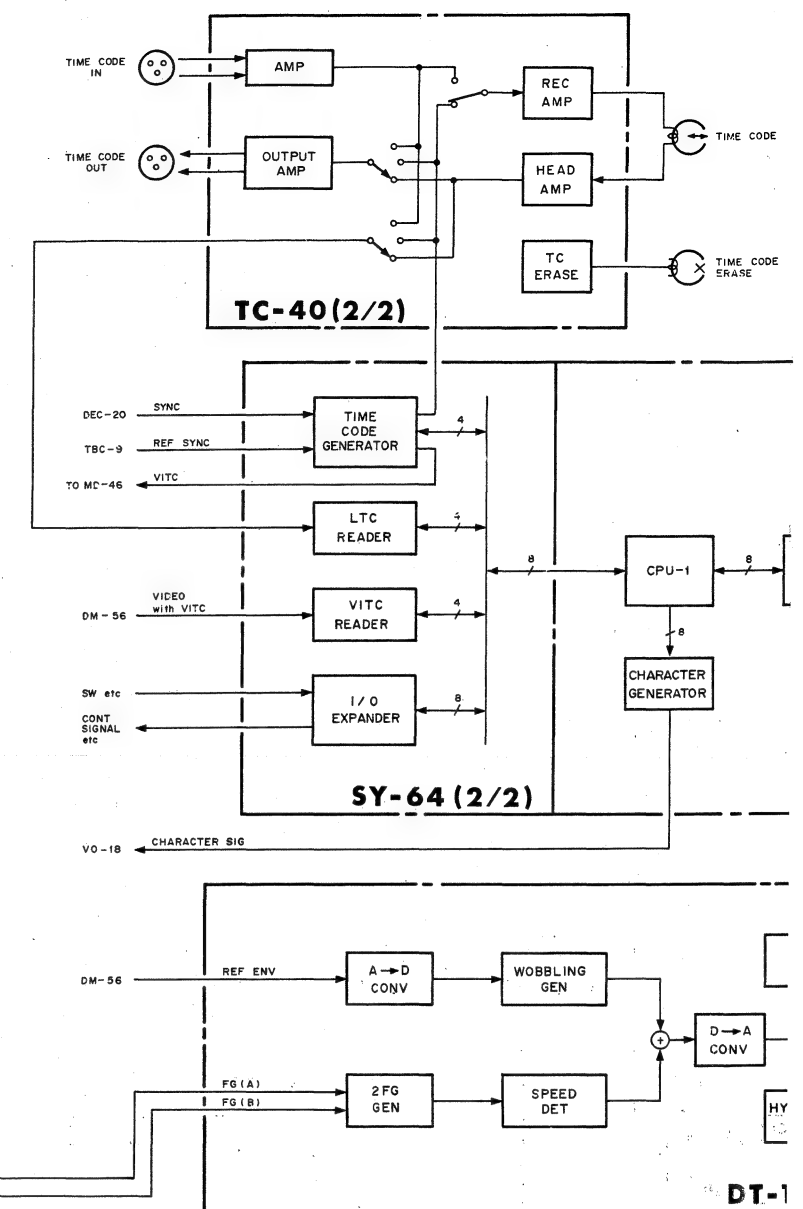 TIME CODE
IN
AMP
REC
AMP
TIME CODE
TIME CODE
OUT
OUTPUT
AMP
HEAD
AMP
TC
ERASE
TIME CODE
ERASE
TC-40(2/2)
DEC-20
SYNC
TIME
CODE
GENERATOR
4
TBC-9
REF SYNC
TO MD-46
VITC
LTC
READER
4
8
CPU-1
8
VIDEO
with VITC
DM-56
VITC
READER
4
8
CHARACTER
GENERATOR
SW etc
I/O
EXPANDER
8
CONT
SIGNAL
etc
SY-64(2/2)
VO-18
CHARACTER SIG
DM-56
REF ENV
A→D
CONV
WOBBLING
GEN
+
D→A
CONV
FG(A)
FG(B)
2FG
GEN
SPEED
DET
HY
DT-1